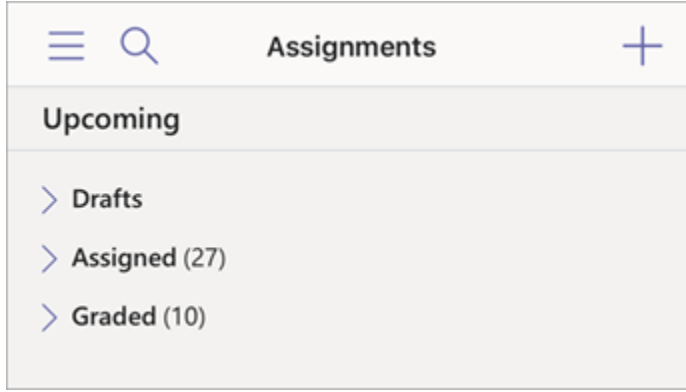 Assignments
Upcoming
Drafts
Assigned (27)
Graded (10)